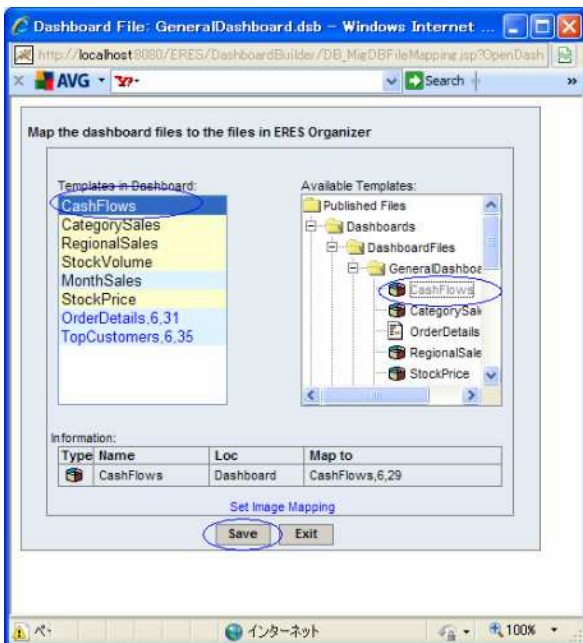 Dashboard File: GeneralDashboard.dsb - Windows Internet ...
http://localhost:8080/ERES/DashboardBuilder/DB_MigDBFileMapping.jsp?OpenDash
AVG
Search
»
Map the dashboard files to the files in ERES Organizer
Templates in Dashboard:
CashFlows
CategorySales
RegionalSales
StockVolume
MonthSales
StockPrice
OrderDetails,6,31
TopCustomers,6,35
Available Templates:
Published Files
Dashboards
DashboardFiles
GeneralDashboa
CashFlows
CategorySale
OrderDetails
RegionalSale
StockPrice
Information:
Type Name Loc Map to
CashFlows Dashboard CashFlows,6,29
Set Image Mapping
Save Exit
インターネット
100%